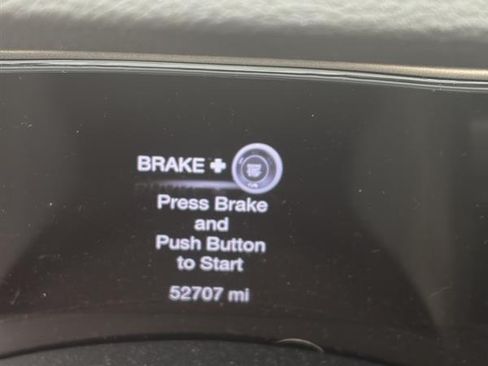 BRAKE +
Press Brake
and
Push Button
to Start
52707 mi